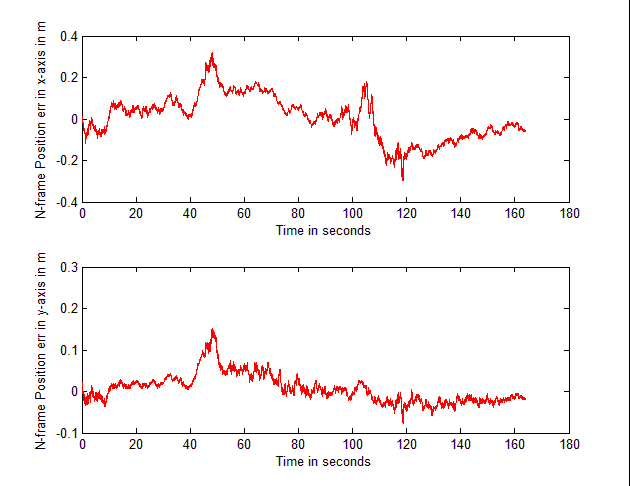 N-frame Position err in x-axis in m
0.4
0.2
0
-0.2
-0.4
0 20 40 60 80 100 120 140 160 180
Time in seconds
N-frame Position err in y-axis in m
0.3
0.2
0.1
0
-0.1
0 20 40 60 80 100 120 140 160 180
Time in seconds